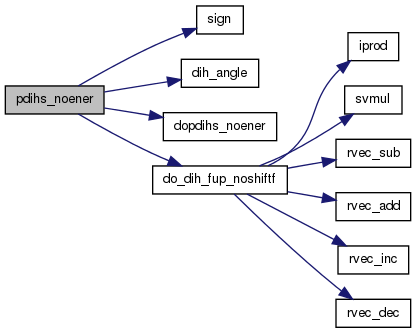 sign
iprod
dih_angle
pdihs_noener
svmul
dopdihs_noener
rvec_sub
do_dih_fup_noshiftf
rvec_add
rvec_inc
rvec_dec